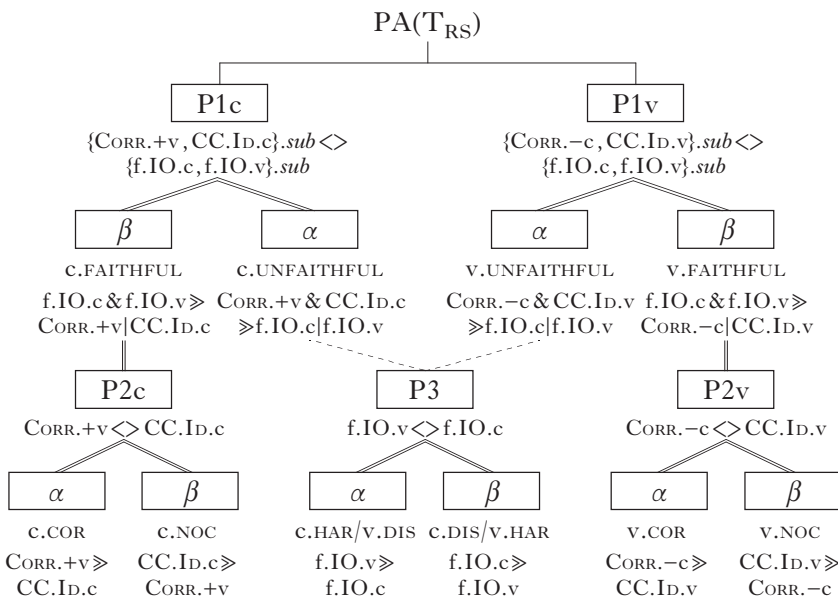 PA(T_RS)
P1c P1v
{CORR.+v, CC.ID.c}.sub<> {CORR.−c, CC.ID.v}.sub<>
{f.IO.c, f.IO.v}.sub {f.IO.c, f.IO.v}.sub
β α α β
C.FAITHFUL C.UNFAITHFUL V.UNFAITHFUL V.FAITHFUL
f.IO.c&f.IO.v≫ CORR.+v&CC.ID.c CORR.−c&CC.ID.v f.IO.c&f.IO.v≫
CORR.+v|CC.ID.c ≫f.IO.c|f.IO.v ≫f.IO.c|f.IO.v CORR.−c|CC.ID.v
P2c P3 P2v
CORR.+v<>CC.ID.c f.IO.v<>f.IO.c CORR.−c<>CC.ID.v
α β α β α β
C.COR C.NOC C.HAR/V.DIS C.DIS/V.HAR V.COR V.NOC
CORR.+v≫ CC.ID.c≫ f.IO.v≫ f.IO.c≫ CORR.−c≫ CC.ID.v≫
CC.ID.c CORR.+v f.IO.c f.IO.v CC.ID.v CORR.−c